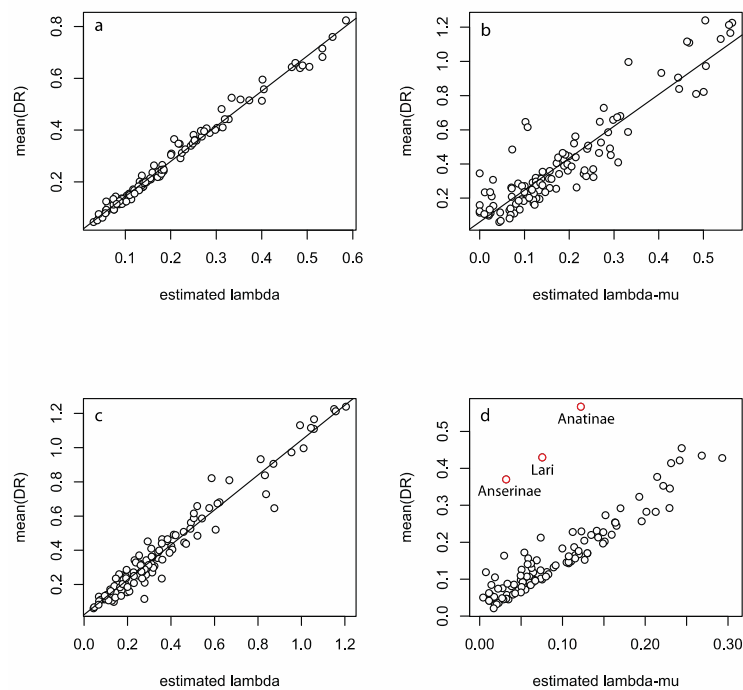 a
mean(DR)
0.2 0.4 0.6 0.8
0.1 0.2 0.3 0.4 0.5 0.6
estimated lambda
b
mean(DR)
0.2 0.4 0.6 0.8 1.0 1.2
0.0 0.1 0.2 0.3 0.4 0.5
estimated lambda-mu
c
mean(DR)
0.2 0.4 0.6 0.8 1.0 1.2
0.0 0.2 0.4 0.6 0.8 1.0 1.2
estimated lambda
d
Anatinae
Lari
Anserinae
mean(DR)
0.0 0.1 0.2 0.3 0.4 0.5
0.00 0.10 0.20 0.30
estimated lambda-mu